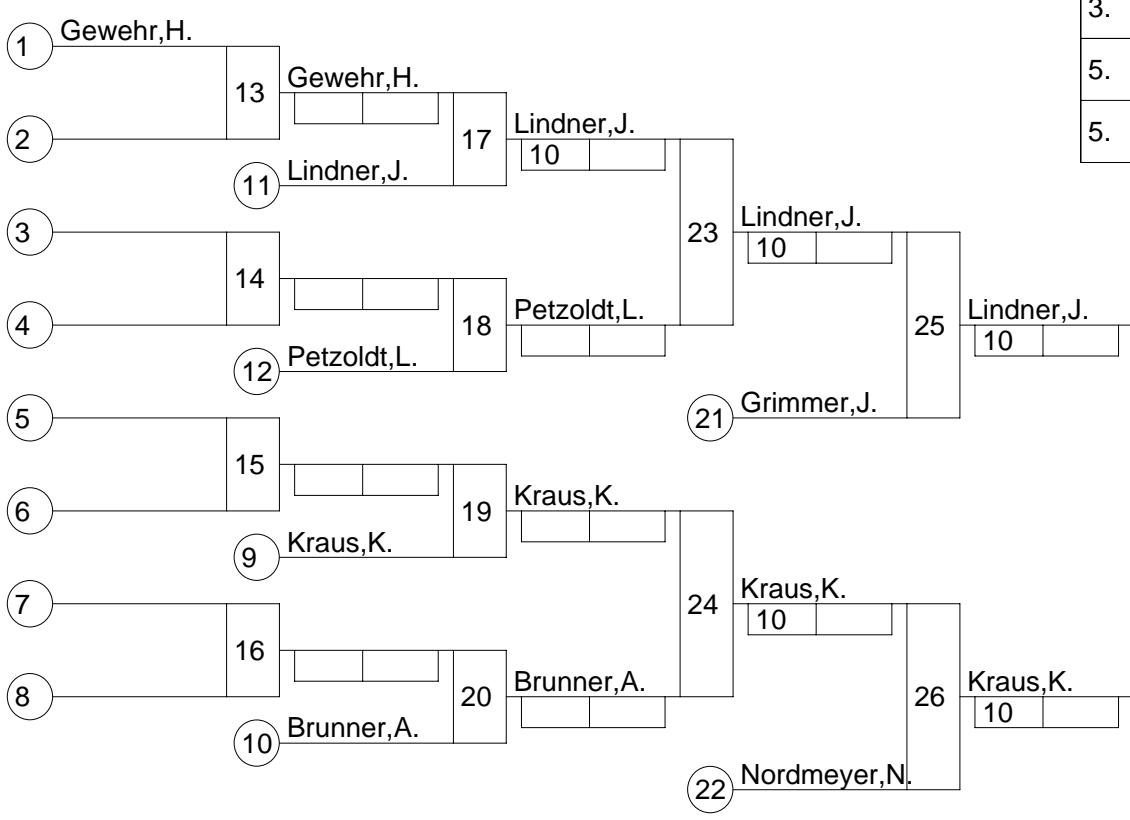 3.
1 Gewehr,H.
5.
13 Gewehr,H.
2
17 Lindner,J.
5.
10
11 Lindner,J.
3
23 Lindner,J.
10
14
4
18 Petzoldt,L.
25 Lindner,J.
10
12 Petzoldt,L.
5
21 Grimmer,J.
15
6
19 Kraus,K.
9 Kraus,K.
7
24 Kraus,K.
10
16
8
20 Brunner,A.
26 Kraus,K.
10
10 Brunner,A.
22 Nordmeyer,N.